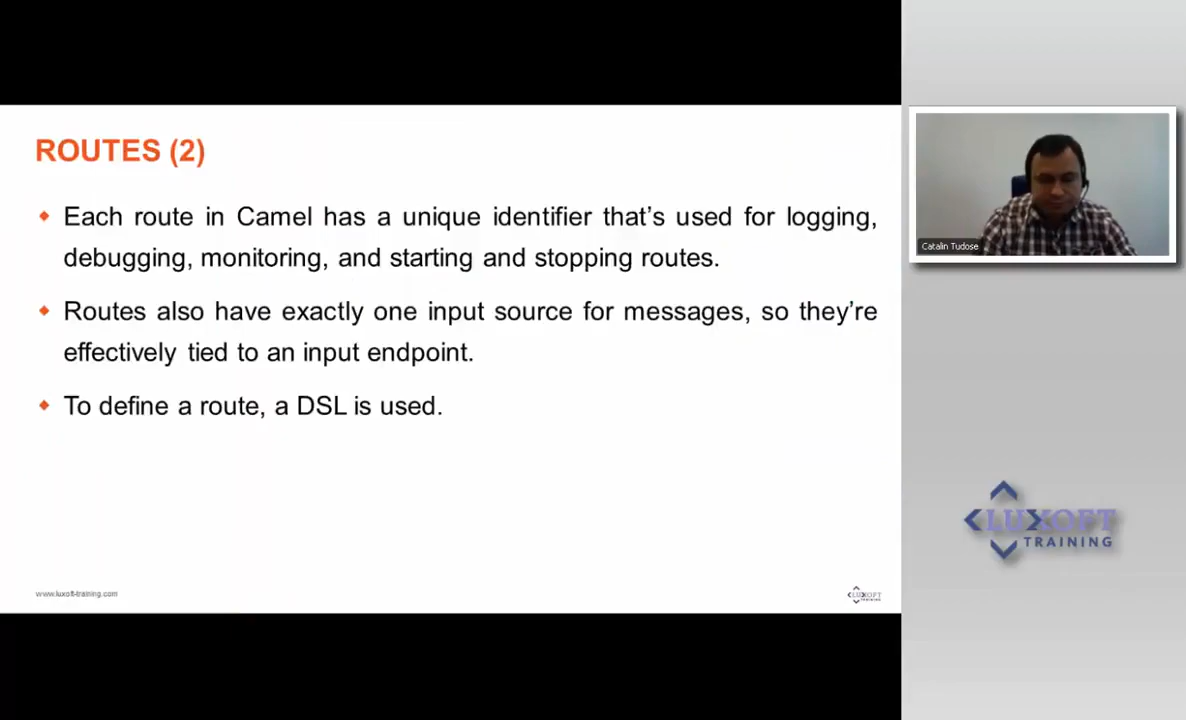 ROUTES (2)
Each route in Camel has a unique identifier that's used for logging,
debugging, monitoring, and starting and stopping routes.
Routes also have exactly one input source for messages, so they're
effectively tied to an input endpoint.
To define a route, a DSL is used.
www.luxoft-training.com
LUXOFT
TRAINING
Catalin Tudose
LUXOFT
TRAINING